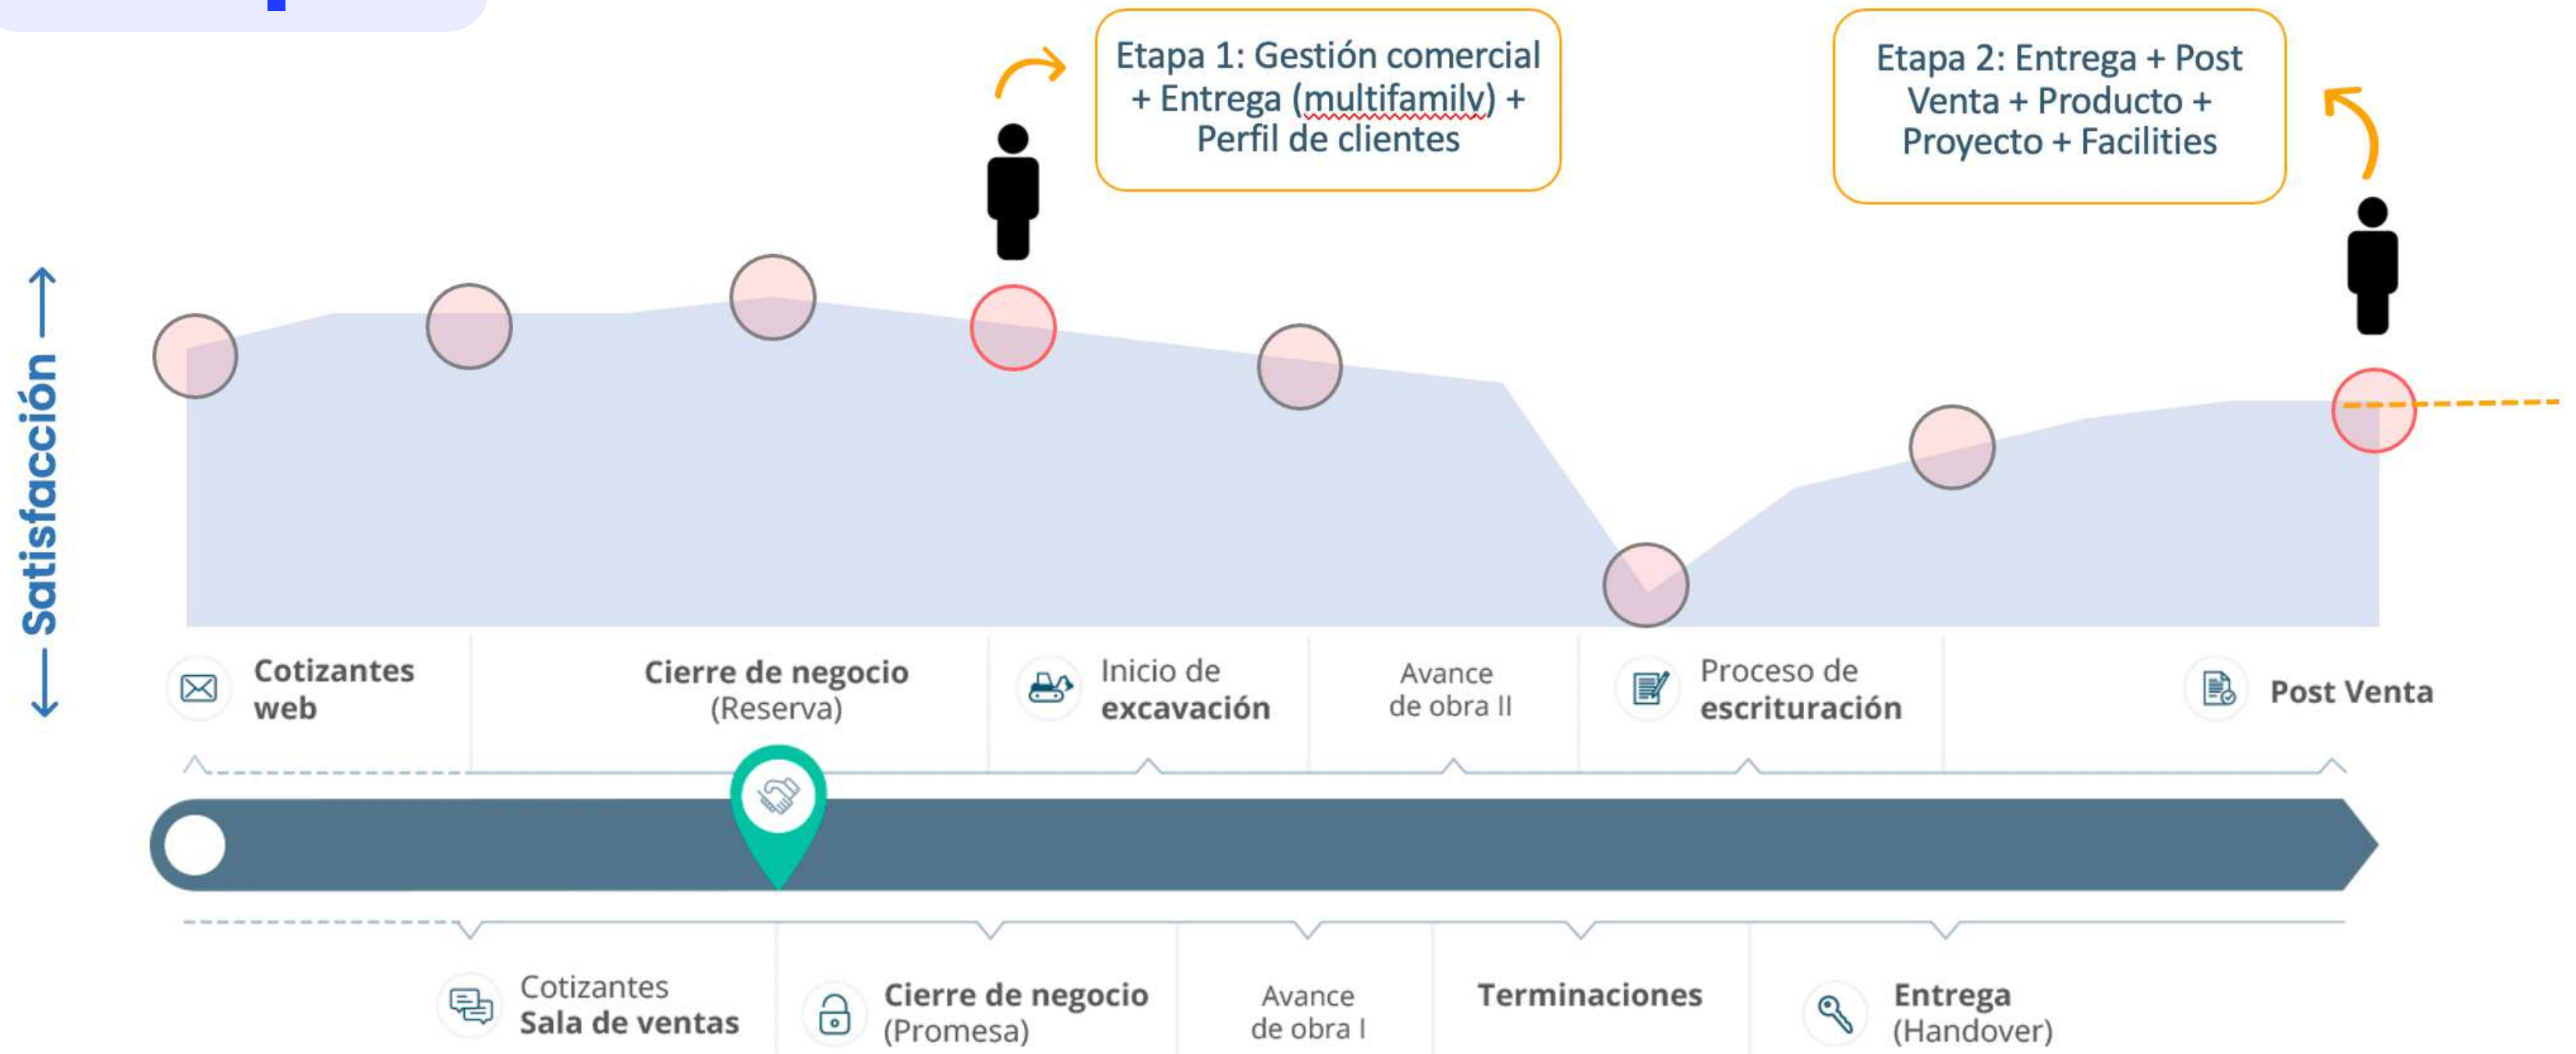 Etapa 1: Gestión comercial
+ Entrega (multifamily) +
Perfil de clientes
Etapa 2: Entrega + Post
Venta + Producto +
Proyecto + Facilities
Satisfacción
Cotizantes
web
Cierre de negocio
(Reserva)
Inicio de
excavación
Avance
de obra II
Proceso de
escrituración
Post Venta
Cotizantes
Sala de ventas
Cierre de negocio
(Promesa)
Avance
de obra I
Terminaciones
Entrega
(Handover)